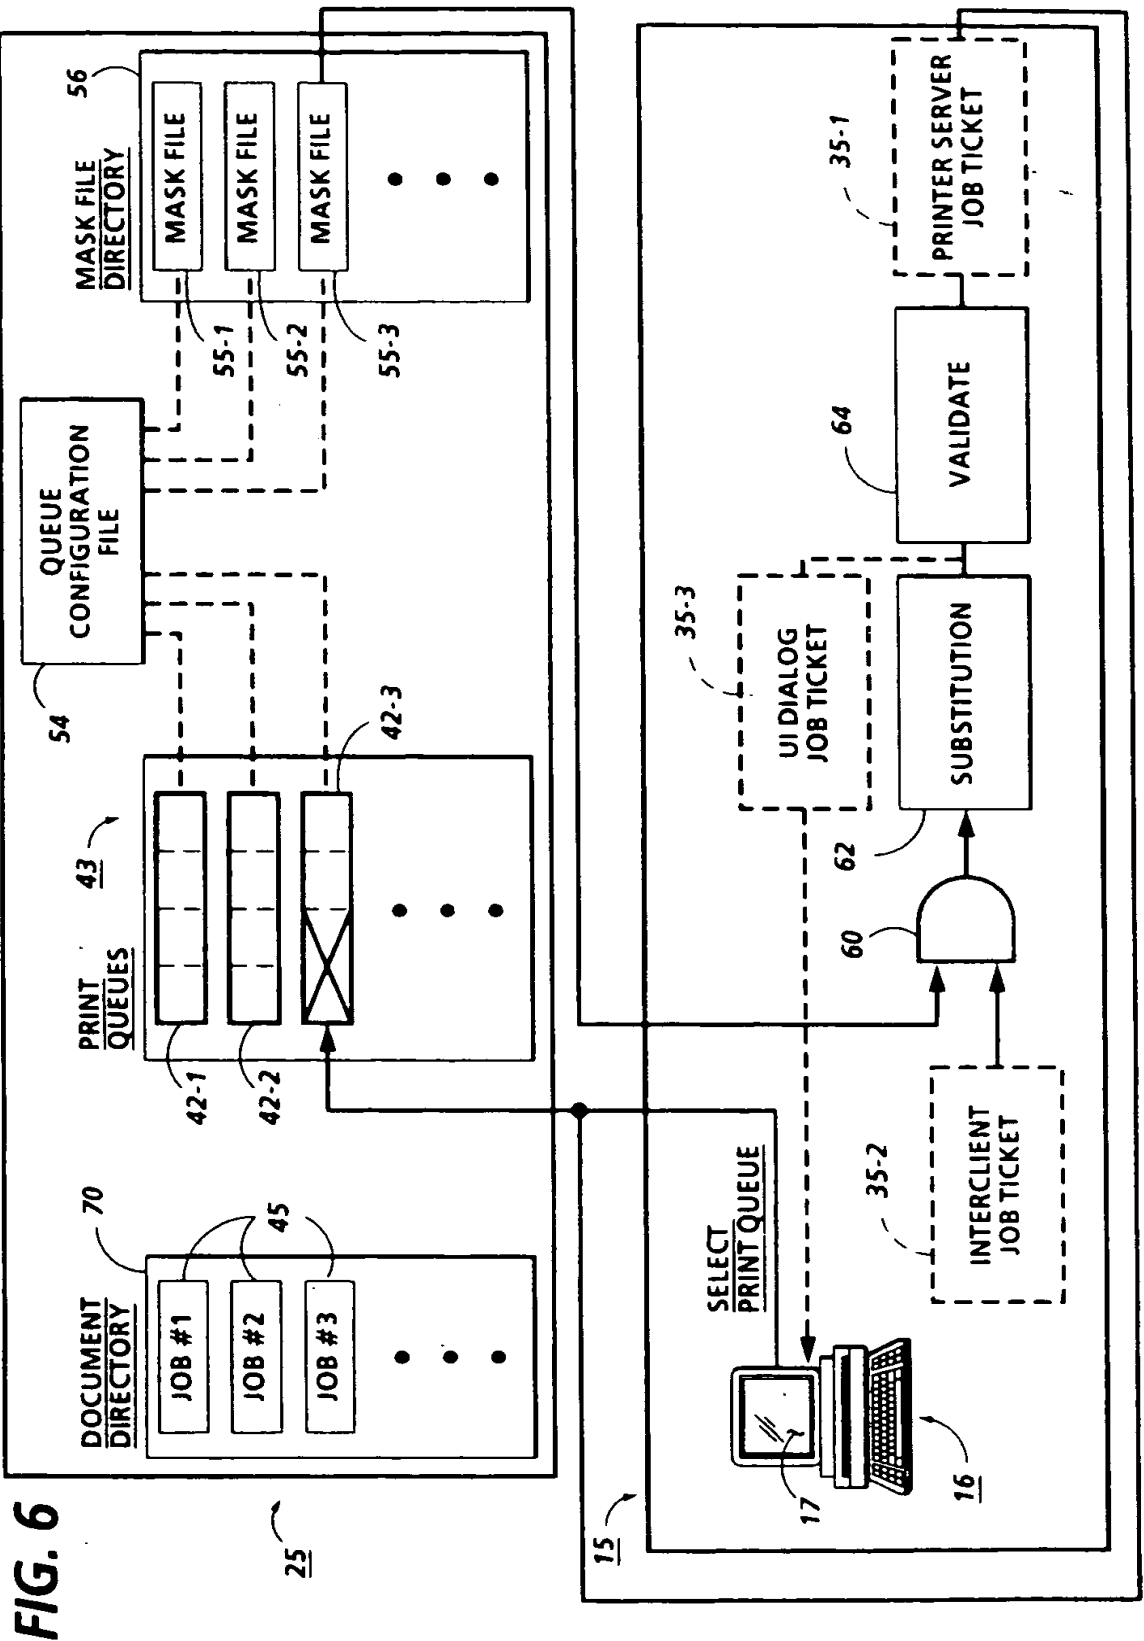 FIG. 6
25
DOCUMENT
DIRECTORY
70
JOB #1
JOB #2
JOB #3
45
PRINT
QUEUES
43
42-1
42-2
42-3
54
QUEUE
CONFIGURATION
FILE
MASK FILE
DIRECTORY
56
MASK FILE
MASK FILE
MASK FILE
55-1
55-2
55-3
15
17
16
SELECT
PRINT QUEUE
35-2
INTERCLIENT
JOB TICKET
60
62
SUBSTITUTION
35-3
UI DIALOG
JOB TICKET
64
VALIDATE
35-1
PRINTER SERVER
JOB TICKET